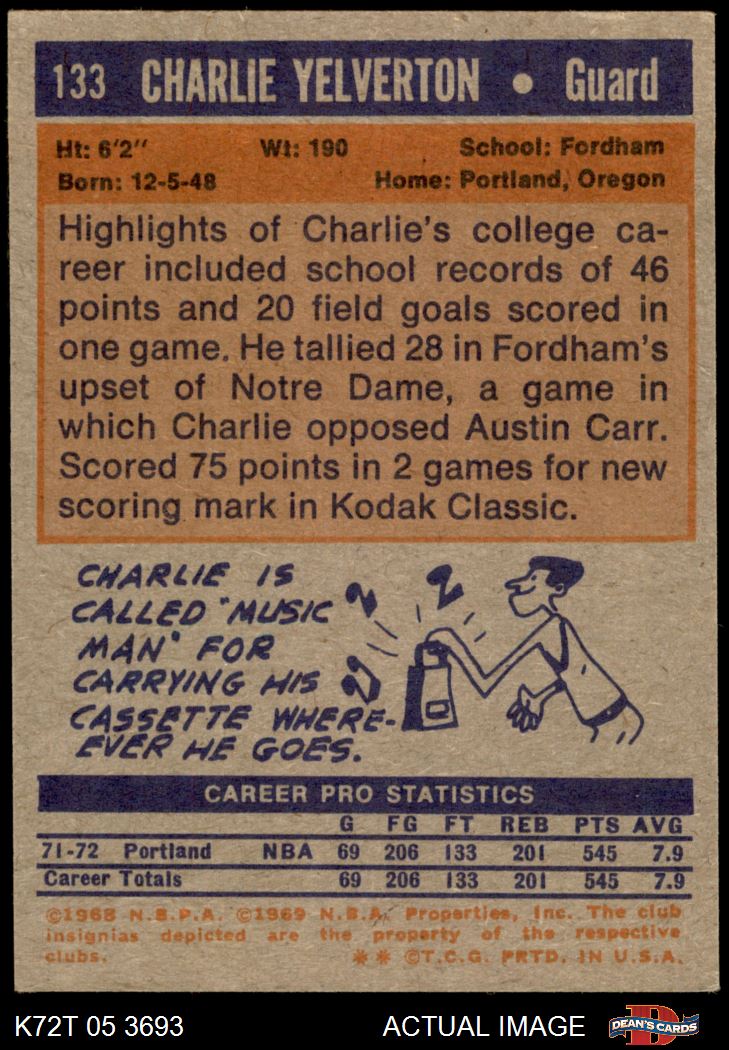 133 CHARLIE YELVERTON • Guard
Ht: 6'2" Wt: 190 School: Fordham
Born: 12-5-48 Home: Portland, Oregon
Highlights of Charlie's college ca-
reer included school records of 46
points and 20 field goals scored in
one game. He tallied 28 in Fordham's
upset of Notre Dame, a game in
which Charlie opposed Austin Carr.
Scored 75 points in 2 games for new
scoring mark in Kodak Classic.
CHARLIE IS
CALLED "MUSIC
MAN" FOR
CARRYING HIS
CASSETTE WHERE-
EVER HE GOES.
CAREER PRO STATISTICS
G FG FT REB PTS AVG
71-72 Portland NBA 69 206 133 201 545 7.9
Career Totals 69 206 133 201 545 7.9
©1968 N.B.P.A. ©1969 N.B.A. Properties, Inc. The club
insignias depicted are the property of the respective
clubs. ** ©T.C.G. PRTD. IN U.S.A.
K72T 05 3693 ACTUAL IMAGE D DEAN'S CARDS